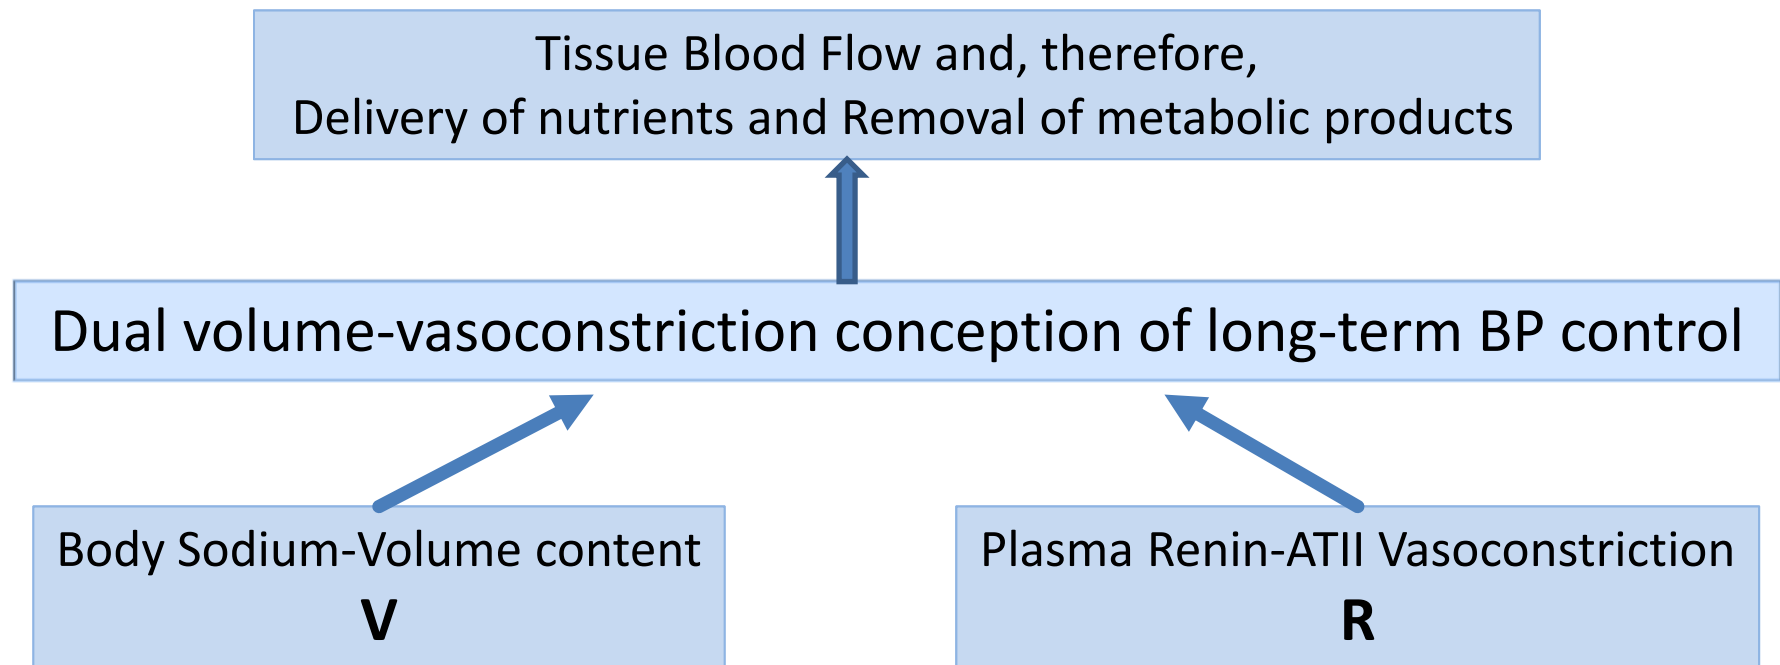 Tissue Blood Flow and, therefore,
Delivery of nutrients and Removal of metabolic products
Dual volume-vasoconstriction conception of long-term BP control
Body Sodium-Volume content
V
Plasma Renin-ATII Vasoconstriction
R